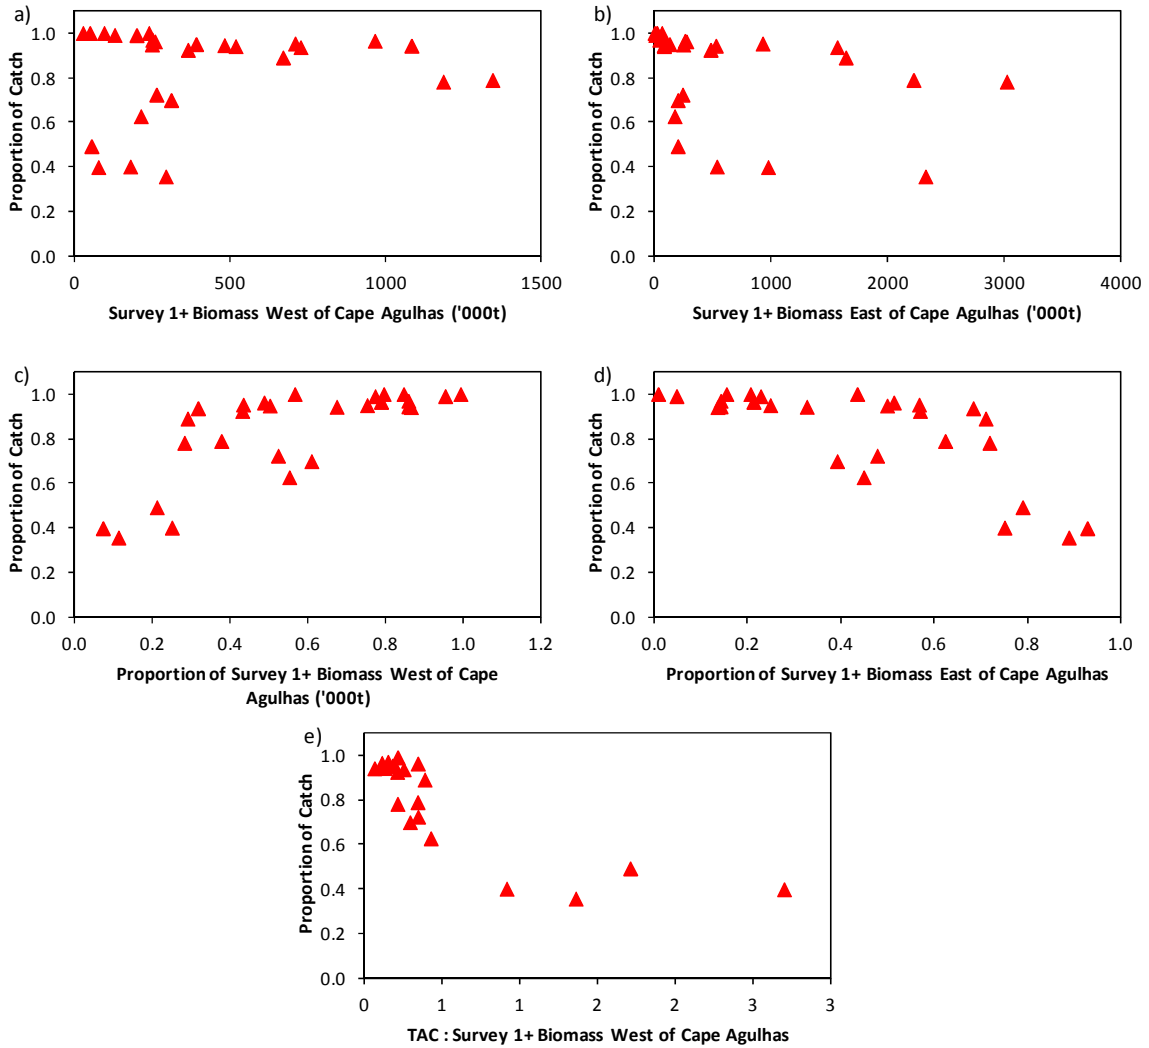 a)
Proportion of Catch
1.0
0.8
0.6
0.4
0.2
0.0
0 500 1000 1500
Survey 1+ Biomass West of Cape Agulhas ('000t)
b)
Proportion of Catch
1.0
0.8
0.6
0.4
0.2
0.0
0 1000 2000 3000 4000
Survey 1+ Biomass East of Cape Agulhas ('000t)
c)
Proportion of Catch
1.0
0.8
0.6
0.4
0.2
0.0
0.0 0.2 0.4 0.6 0.8 1.0 1.2
Proportion of Survey 1+ Biomass West of Cape
Agulhas ('000t)
d)
Proportion of Catch
1.0
0.8
0.6
0.4
0.2
0.0
0.0 0.2 0.4 0.6 0.8 1.0
Proportion of Survey 1+ Biomass East of Cape Agulhas
e)
Proportion of Catch
1.0
0.8
0.6
0.4
0.2
0.0
0 1 1 2 2 3 3
TAC : Survey 1+ Biomass West of Cape Agulhas